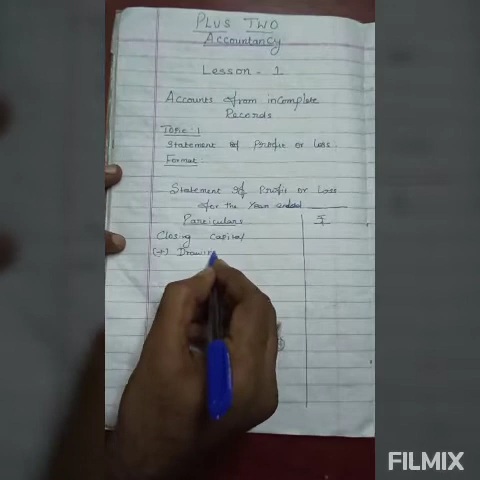 PLUS TWO
Accountancy
Lesson - 1
Accounts from incomplete
Records
Topic : 1
Statement of Profit or Loss.
Format:
Statement of Profit or Loss
for the Year ended
Particulars ₹
Closing Capital
(+) Drawin
FILMIX